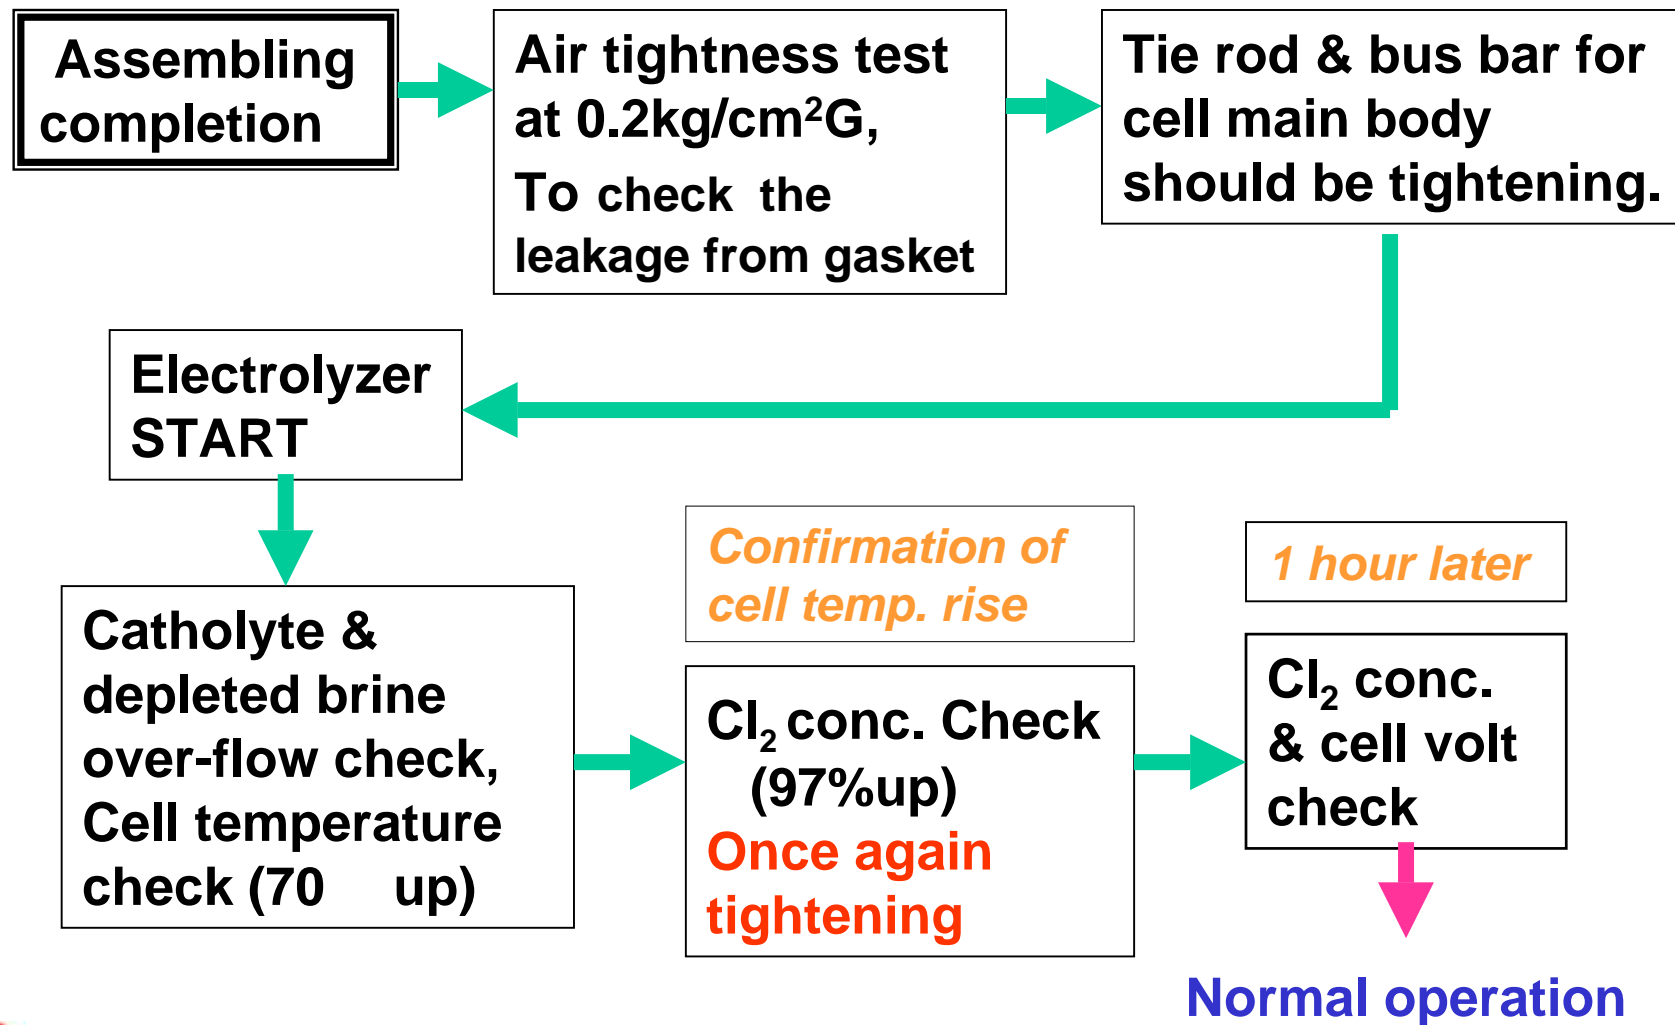 Assembling
completion
Air tightness test
at 0.2kg/cm²G,
To check the
leakage from gasket
Tie rod & bus bar for
cell main body
should be tightening.
Electrolyzer
START
Catholyte &
depleted brine
over-flow check,
Cell temperature
check (70 up)
Confirmation of
cell temp. rise
Cl₂ conc. Check
(97%up)
Once again
tightening
1 hour later
Cl₂ conc.
& cell volt
check
Normal operation